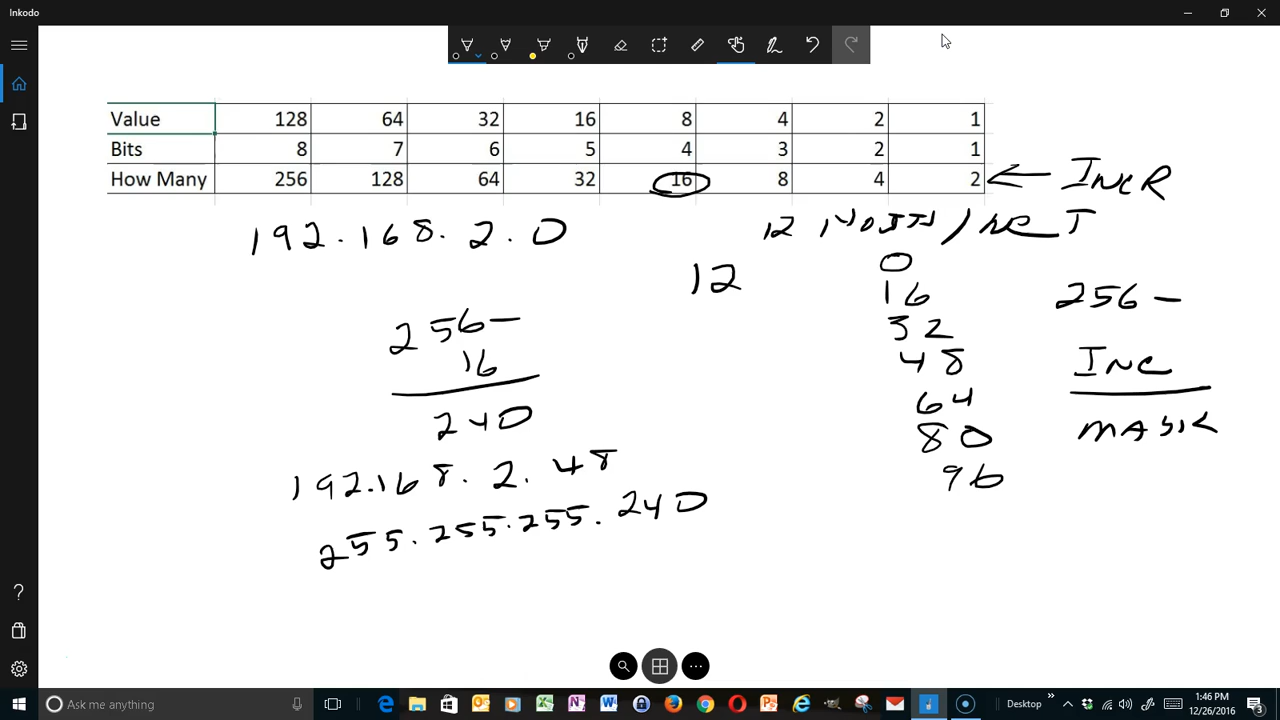 Inkodo
Value 128 64 32 16 8 4 2 1
Bits 8 7 6 5 4 3 2 1
How Many 256 128 64 32 16 8 4 2
INCR
192.168.2.0
12 HOSTS/NET
12
0
16
32
48
64
80
96
256-
16
240
256-
INC
MASK
192.168.2.48
255.255.255.240
Ask me anything
Desktop
1:46 PM
12/26/2016